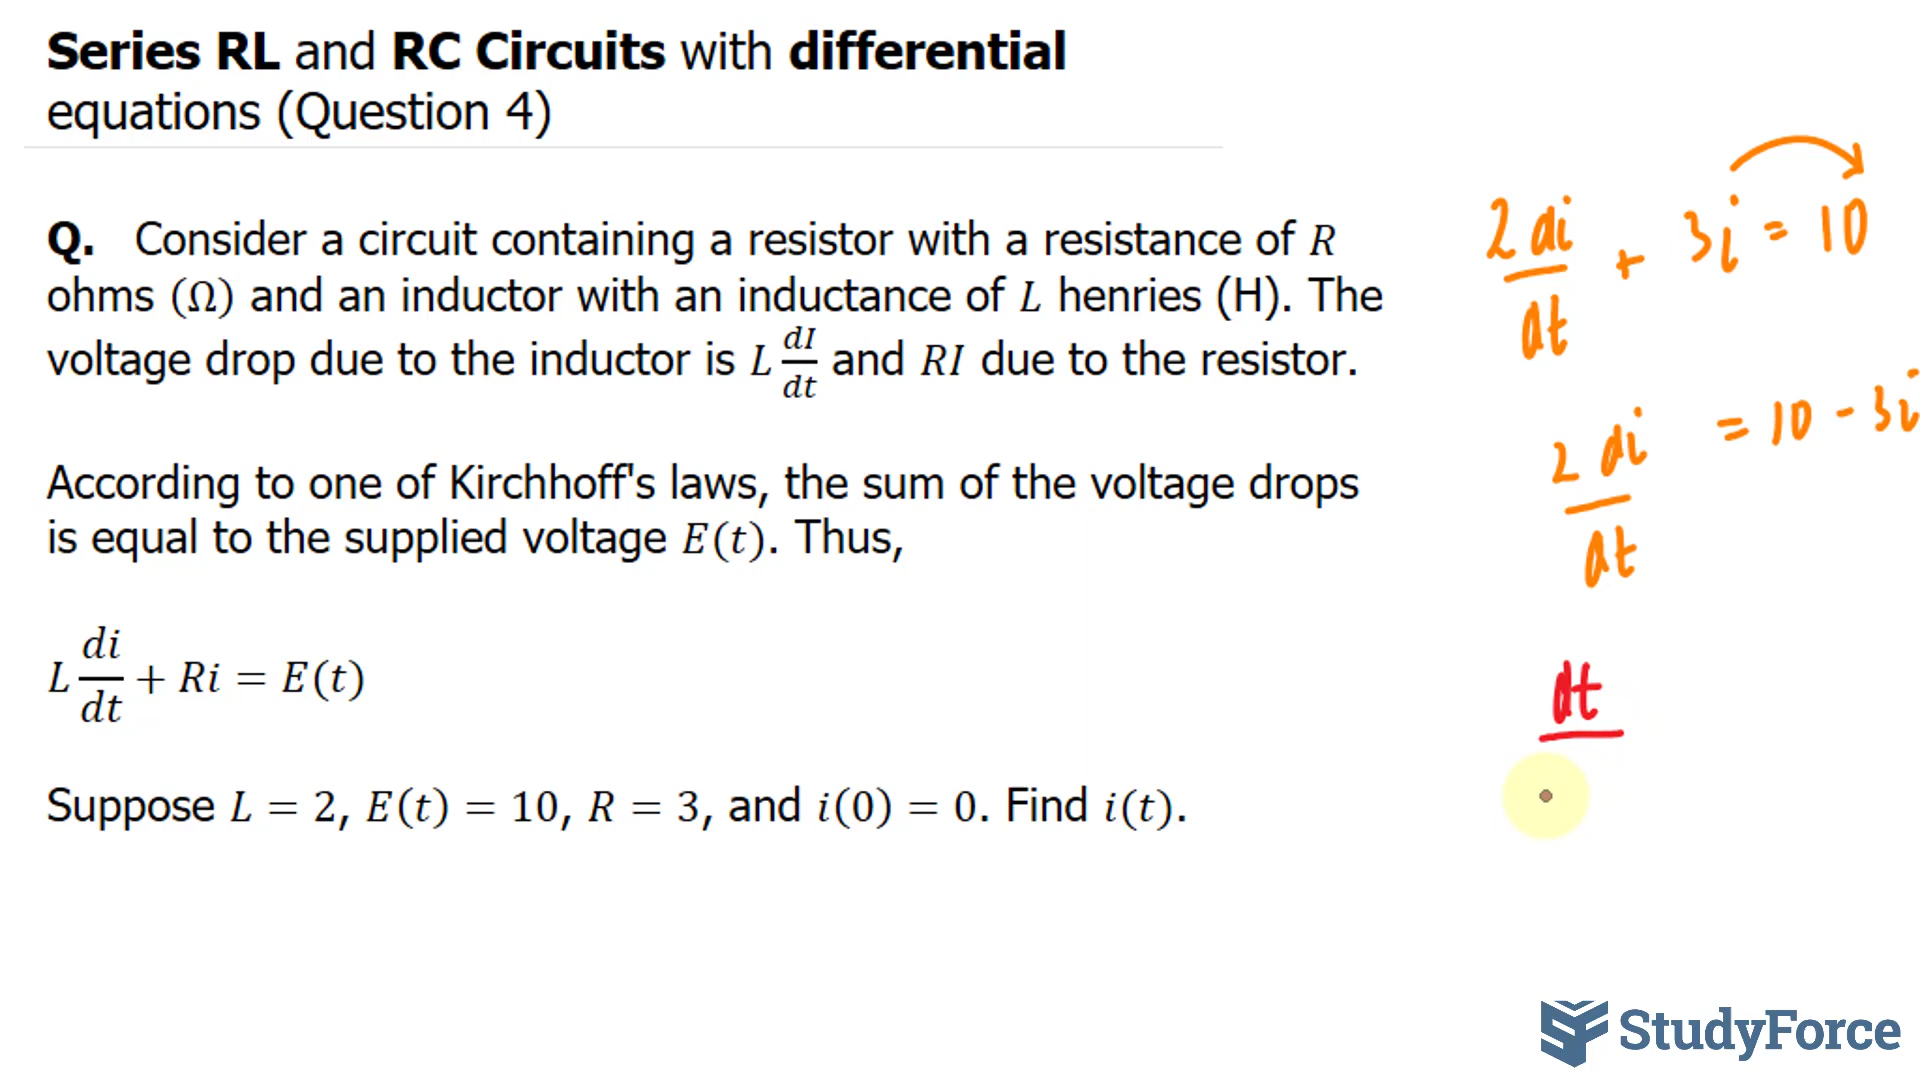 Series RL and RC Circuits with differential
equations (Question 4)
Q. Consider a circuit containing a resistor with a resistance of R
ohms (Ω) and an inductor with an inductance of L henries (H). The
voltage drop due to the inductor is L dI/dt and RI due to the resistor.
According to one of Kirchhoff's laws, the sum of the voltage drops
is equal to the supplied voltage E(t). Thus,
L di/dt + Ri = E(t)
Suppose L = 2, E(t) = 10, R = 3, and i(0) = 0. Find i(t).
2 di/dt + 3i = 10
2 di/dt = 10 - 3i
dt
StudyForce